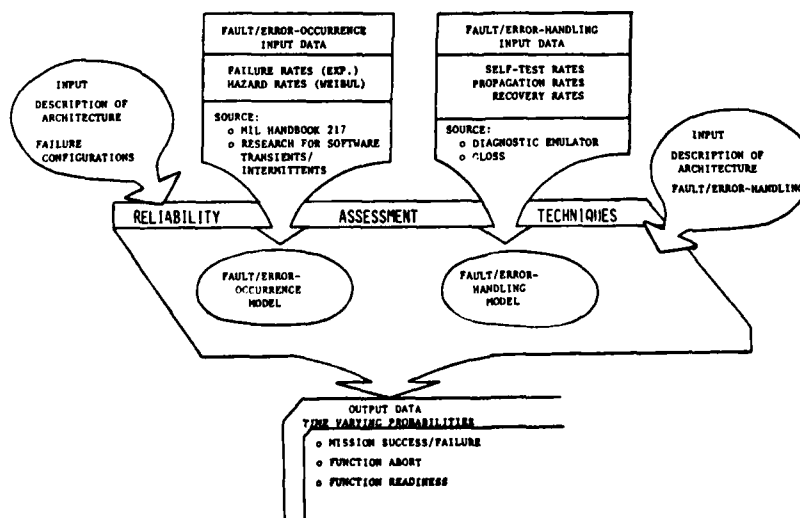 FAULT/ERROR-OCCURRENCE
INPUT DATA
FAILURE RATES (EXP.)
HAZARD RATES (WEIBUL)
SOURCE:
o MIL HANDBOOK 217
o RESEARCH FOR SOFTWARE
TRANSIENTS/
INTERMITTENTS
FAULT/ERROR-HANDLING
INPUT DATA
SELF-TEST RATES
PROPAGATION RATES
RECOVERY RATES
SOURCE:
o DIAGNOSTIC EMULATOR
o GLOSS
INPUT
DESCRIPTION OF
ARCHITECTURE
FAILURE
CONFIGURATIONS
INPUT
DESCRIPTION OF
ARCHITECTURE
FAULT/ERROR-HANDLING
RELIABILITY ASSESSMENT TECHNIQUES
FAULT/ERROR-
OCCURRENCE
MODEL
FAULT/ERROR-
HANDLING
MODEL
OUTPUT DATA
TIME VARYING PROBABILITIES
o MISSION SUCCESS/FAILURE
o FUNCTION ABORT
o FUNCTION READINESS